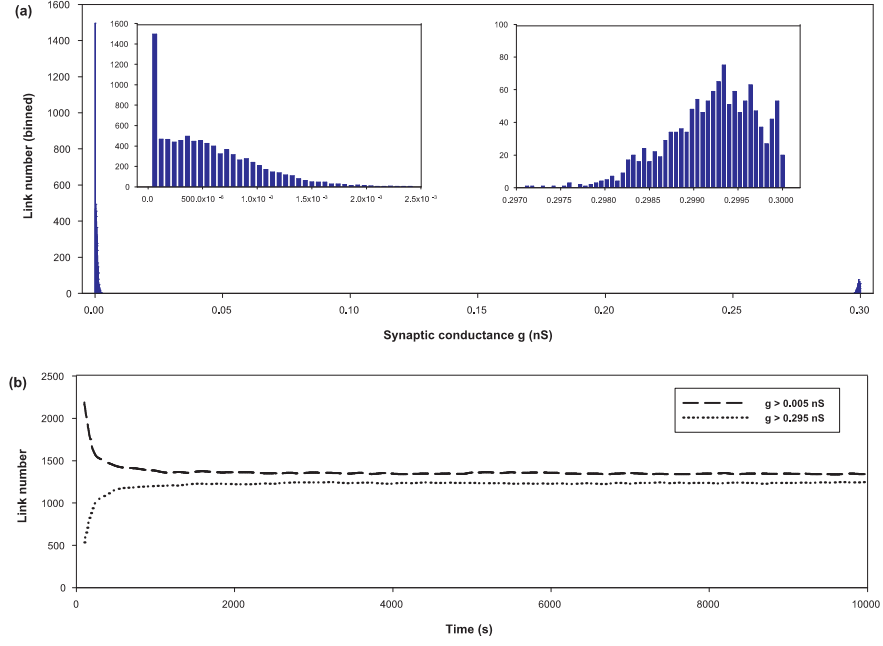 (a)
1600
1400
1200
1000
800
600
400
200
0
Link number (binned)
1600
1400
1200
1000
800
600
400
200
0
0.0 500.0x10⁻⁶ 1.0x10⁻³ 1.5x10⁻³ 2.0x10⁻³ 2.5x10⁻³
100
80
60
40
20
0
0.2970 0.2975 0.2980 0.2985 0.2990 0.2995 0.3000
0.00 0.05 0.10 0.15 0.20 0.25 0.30
Synaptic conductance g (nS)
(b)
2500
2000
1500
1000
500
0
Link number
g > 0.005 nS
g > 0.295 nS
0 2000 4000 6000 8000 10000
Time (s)